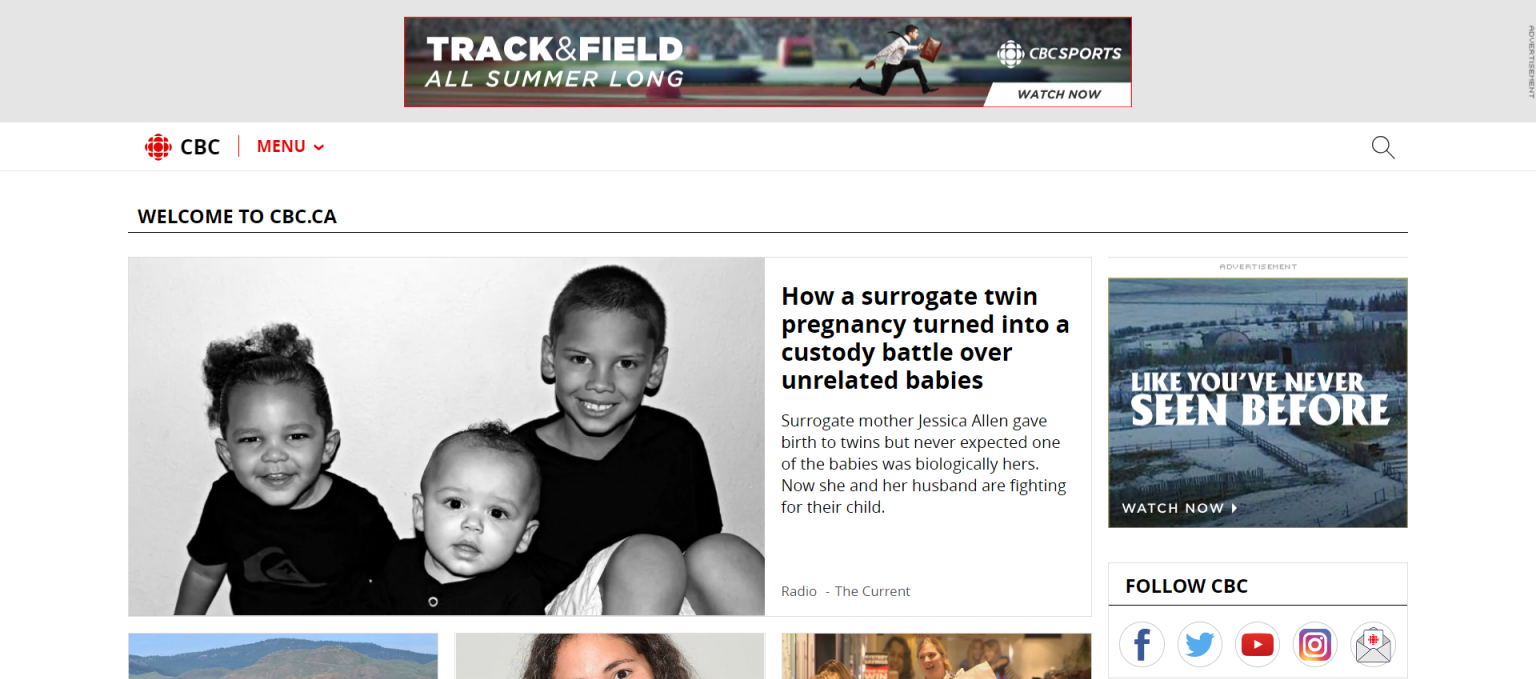 TRACK&FIELD
ALL SUMMER LONG
CBCSPORTS
WATCH NOW
ADVERTISEMENT
CBC
MENU
WELCOME TO CBC.CA
How a surrogate twin
pregnancy turned into a
custody battle over
unrelated babies
Surrogate mother Jessica Allen gave
birth to twins but never expected one
of the babies was biologically hers.
Now she and her husband are fighting
for their child.
Radio - The Current
ADVERTISEMENT
LIKE YOU'VE NEVER
SEEN BEFORE
WATCH NOW
FOLLOW CBC
WIN